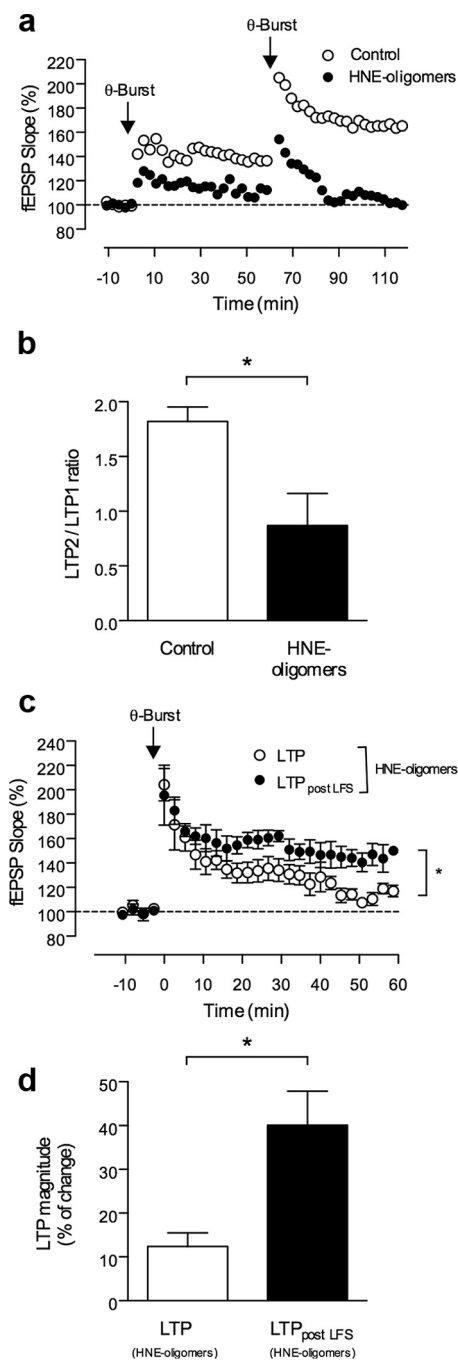 a
θ-Burst
θ-Burst
Control
HNE-oligomers
fEPSP Slope (%)
220
200
180
160
140
120
100
80
-10 10 30 50 70 90 110
Time (min)
b
*
LTP2 / LTP1 ratio
2.0
1.5
1.0
0.5
0.0
Control
HNE-
oligomers
c
θ-Burst
LTP
LTP post LFS
HNE-oligomers
fEPSP Slope (%)
240
220
200
180
160
140
120
100
80
*
-10 0 10 20 30 40 50 60
Time (min)
d
*
LTP magnitude
(% of change)
50
40
30
20
10
0
LTP
(HNE-oligomers)
LTP post LFS
(HNE-oligomers)